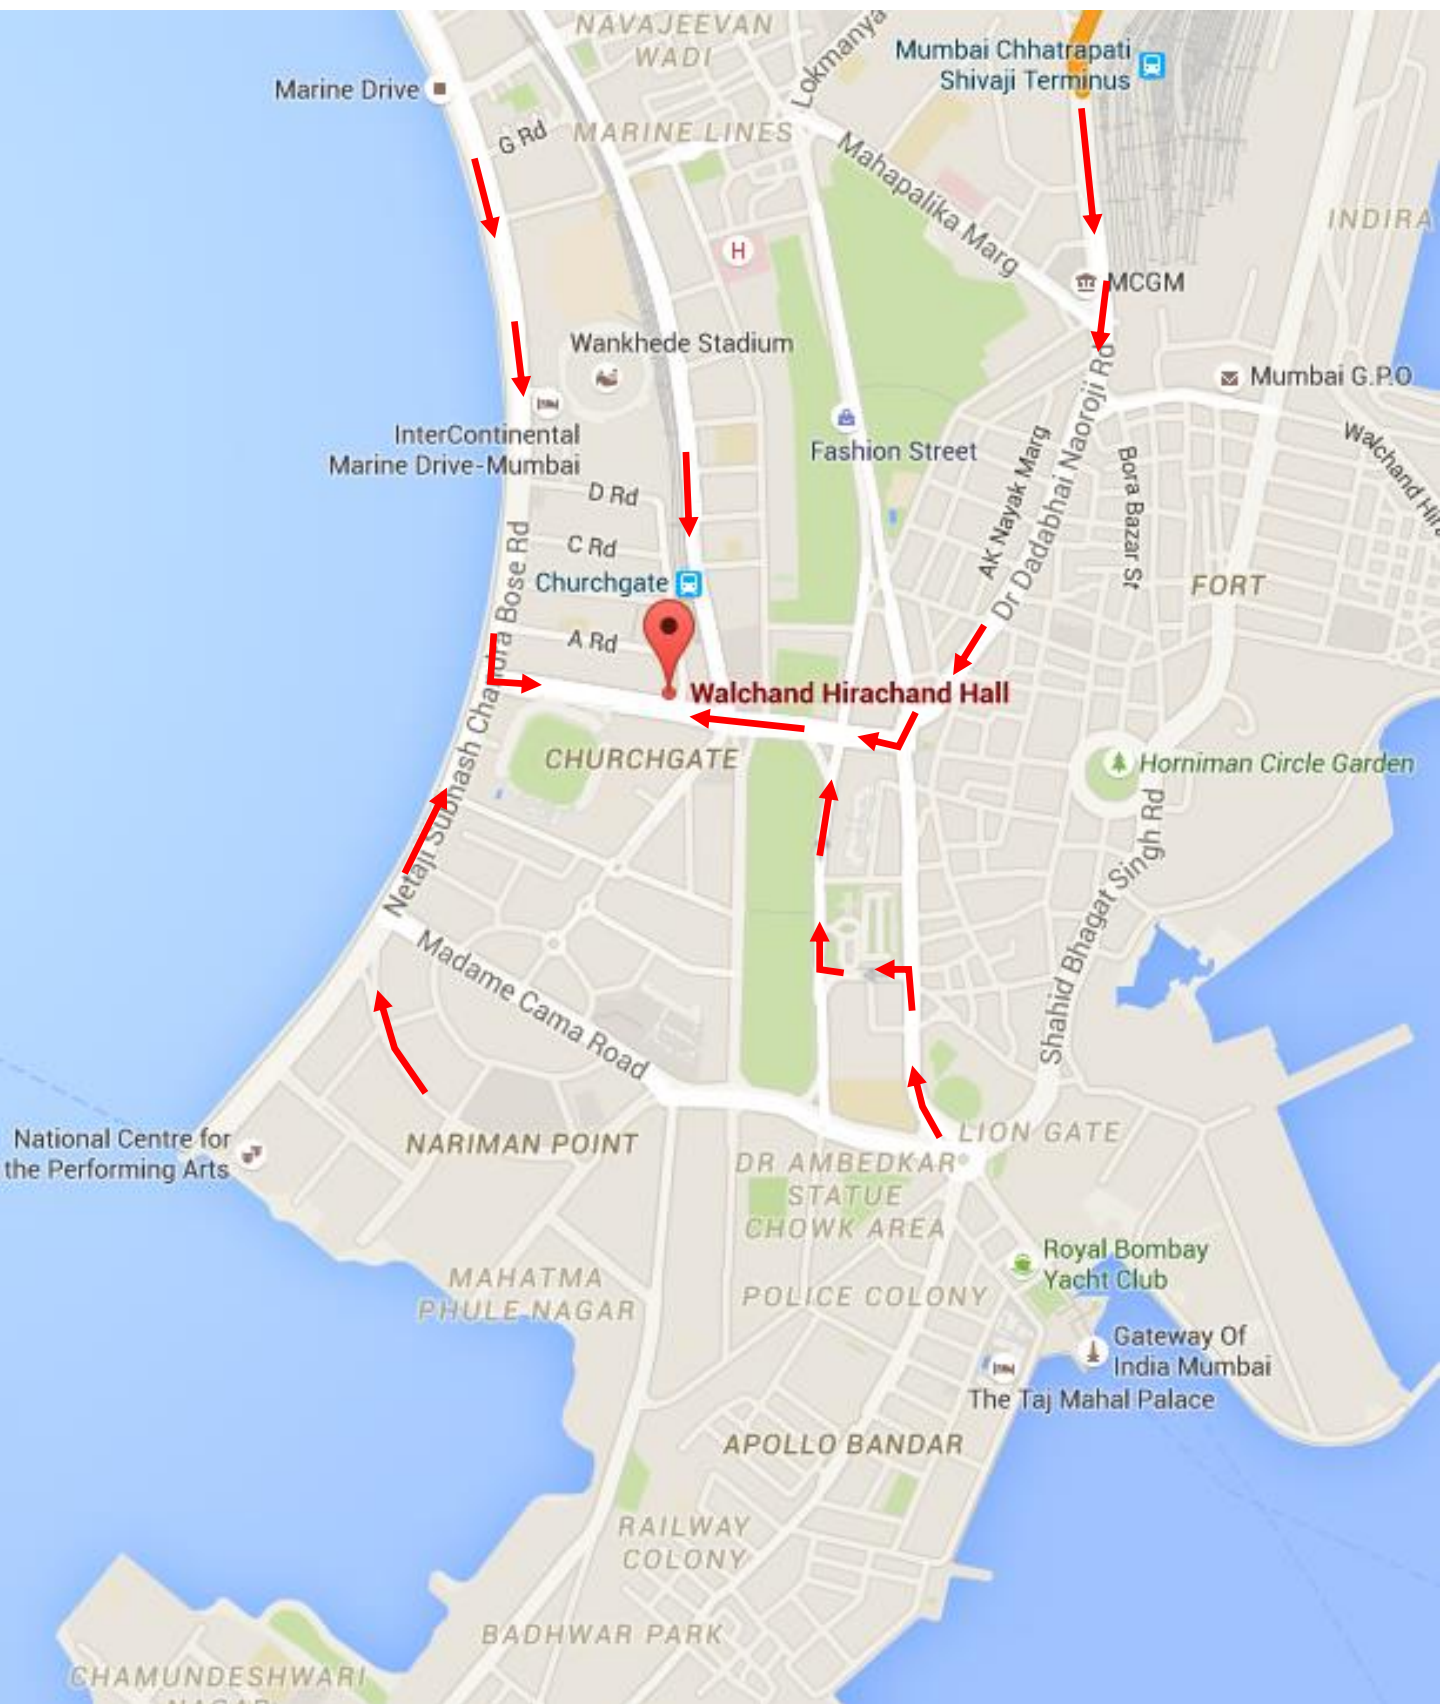 NAVAJEEVAN
WADI
Lokmanya
Mumbai Chhatrapati
Shivaji Terminus
Marine Drive
G Rd
MARINE LINES
Mahapalika Marg
INDIRA
H
MCGM
Wankhede Stadium
Mumbai G.P.O
InterContinental
Marine Drive-Mumbai
Fashion Street
Walchand Hira
D Rd
AK Nayak Marg
Dr Dadabhai Naoroji Rd
Bora Bazar St
C Rd
Churchgate
FORT
A Rd
Walchand Hirachand Hall
Netaji Subhash Chandra Bose Rd
CHURCHGATE
Horniman Circle Garden
Shahid Bhagat Singh Rd
Madame Cama Road
National Centre for
the Performing Arts
NARIMAN POINT
LION GATE
DR AMBEDKAR
STATUE
CHOWK AREA
Royal Bombay
Yacht Club
MAHATMA
PHULE NAGAR
POLICE COLONY
Gateway Of
India Mumbai
The Taj Mahal Palace
APOLLO BANDAR
RAILWAY
COLONY
BADHWAR PARK
CHAMUNDESHWARI
NAGAR